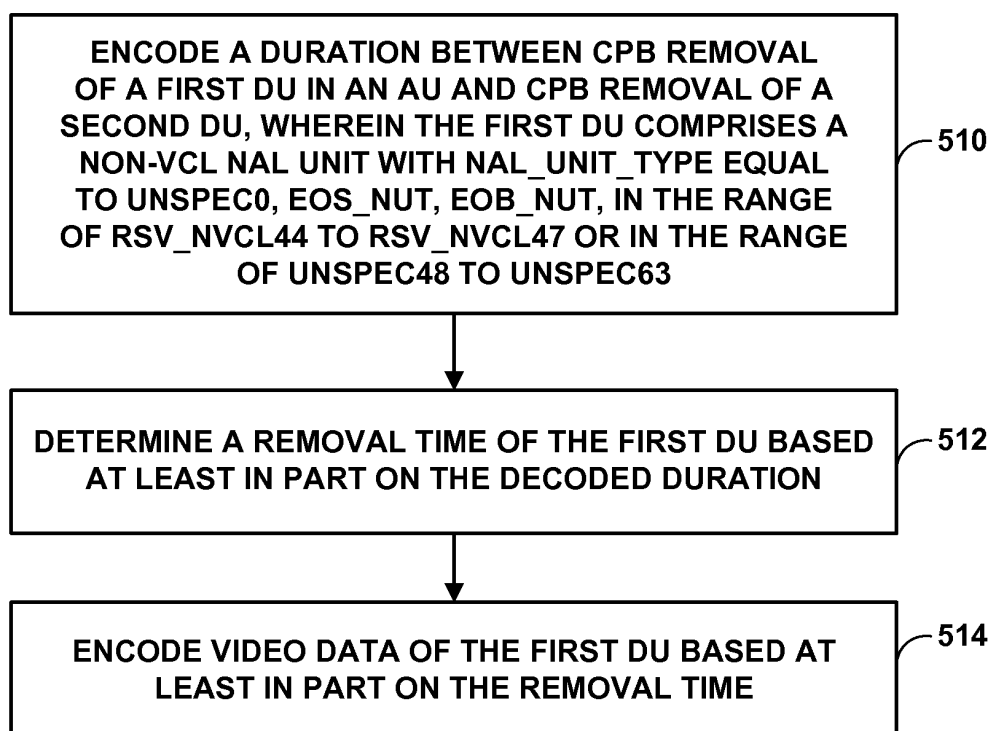 ENCODE A DURATION BETWEEN CPB REMOVAL
OF A FIRST DU IN AN AU AND CPB REMOVAL OF A
SECOND DU, WHEREIN THE FIRST DU COMPRISES A
NON-VCL NAL UNIT WITH NAL_UNIT_TYPE EQUAL
TO UNSPEC0, EOS_NUT, EOB_NUT, IN THE RANGE
OF RSV_NVCL44 TO RSV_NVCL47 OR IN THE RANGE
OF UNSPEC48 TO UNSPEC63
510
DETERMINE A REMOVAL TIME OF THE FIRST DU BASED
AT LEAST IN PART ON THE DECODED DURATION
512
ENCODE VIDEO DATA OF THE FIRST DU BASED AT
LEAST IN PART ON THE REMOVAL TIME
514